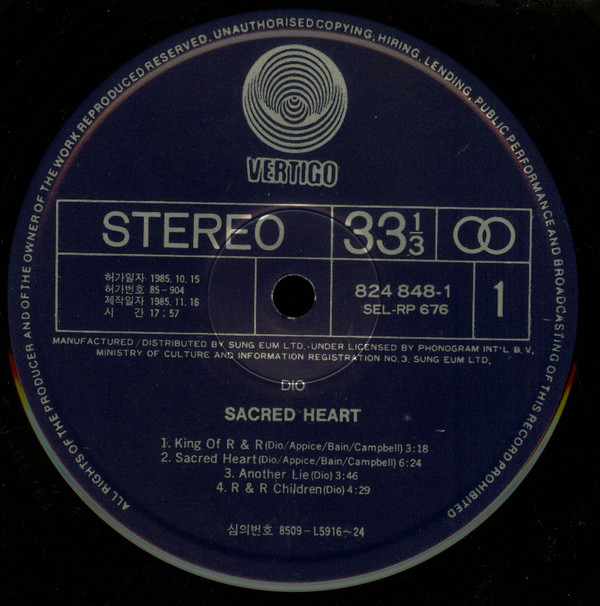 ALL RIGHTS OF THE PRODUCER AND OF THE OWNER OF THE WORK REPRODUCED RESERVED. UNAUTHORISED COPYING, HIRING, LENDING, PUBLIC PERFORMANCE AND BROADCASTING OF THIS RECORD PROHIBITED
VERTIGO
STEREO
33 1/3
허가일자 1985. 10. 15
허가번호 85-904
제작일자 1985. 11. 16
시 간 17 : 57
824 848-1
SEL-RP 676
1
MANUFACTURED / DISTRIBUTED BY SUNG EUM LTD.-UNDER LICENSED BY PHONOGRAM INT'L B. V.
MINISTRY OF CULTURE AND INFORMATION REGISTRATION NO. 3. SUNG EUM LTD,
DIO
SACRED HEART
1. King Of R & R (Dio/Appice/Bain/Campbell) 3:18
2. Sacred Heart (Dio/Appice/Bain/Campbell) 6:24
3. Another Lie (Dio) 3:46
4. R & R Children (Dio) 4:29
심의번호 8509-L5916~24